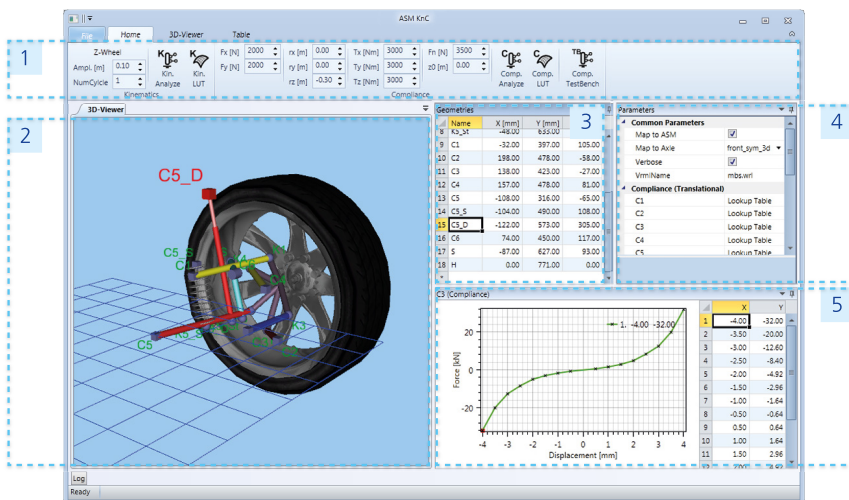 ASM KnC
File Home 3D-Viewer Table
1
Z-Wheel
Ampl. [m] 0.10
NumCylcle 1
Kin. Analyze
Kin. LUT
Kinematics
Fx [N] 2000 rx [m] 0.00 Tx [Nm] 3000 Fn [N] 3500
Fy [N] 2000 ry [m] 0.00 Ty [Nm] 3000 z0 [m] 0.00
rz [m] -0.30 Tz [Nm] 3000
Comp. Analyze
Comp. LUT
Comp. TestBench
Compliance
3D-Viewer
2
C5_D
C5_S
C5
K3
Geometries
3
Name X [mm] Y [mm]
8 K5_St -48.00 633.00
9 C1 -32.00 397.00 105.00
10 C2 198.00 478.00 -58.00
11 C3 138.00 423.00 -27.00
12 C4 157.00 478.00 81.00
13 C5 -108.00 316.00 -65.00
14 C5_S -104.00 490.00 108.00
15 C5_D -122.00 573.00 305.00
16 C6 74.00 450.00 117.00
17 S -87.00 627.00 93.00
18 H 0.00 771.00 0.00
*
Parameters
4
Common Parameters
Map to ASM
Map to Axle front_sym_3d
Verbose
VrmlName mbs.wrl
Compliance (Translational)
C1 Lookup Table
C2 Lookup Table
C3 Lookup Table
C4 Lookup Table
C5 Lookup Table
C3 (Compliance)
5
Force [kN]
20
0
-20
1. -4.00 -32.00
-4 -3 -2 -1 0 1 2 3 4
Displacement [mm]
X Y
1 -4.00 -32.00
2 -3.50 -20.00
3 -3.00 -12.60
4 -2.50 -8.40
5 -2.00 -4.92
6 -1.50 -2.96
7 -1.00 -1.64
8 -0.50 -0.64
9 0.50 0.64
10 1.00 1.64
11 1.50 2.96
12 2.00 4.92
Log
Ready